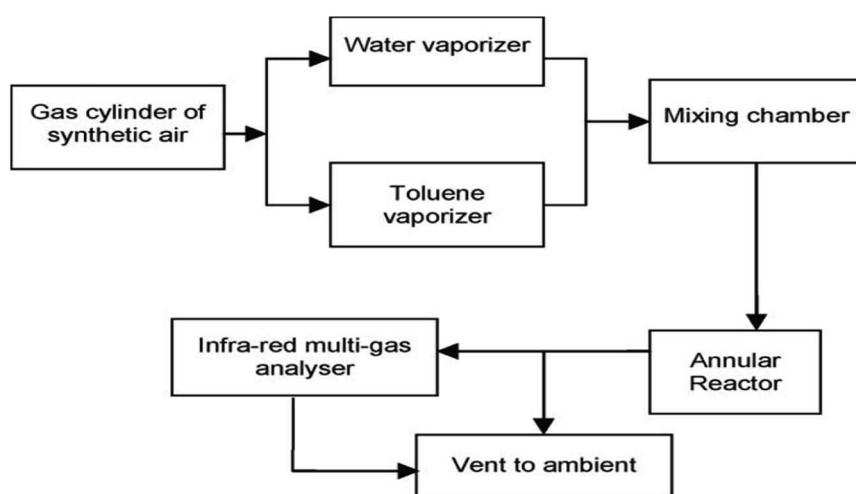 Water vaporizer
Gas cylinder of
synthetic air
Mixing chamber
Toluene
vaporizer
Infra-red multi-gas
analyser
Annular
Reactor
Vent to ambient